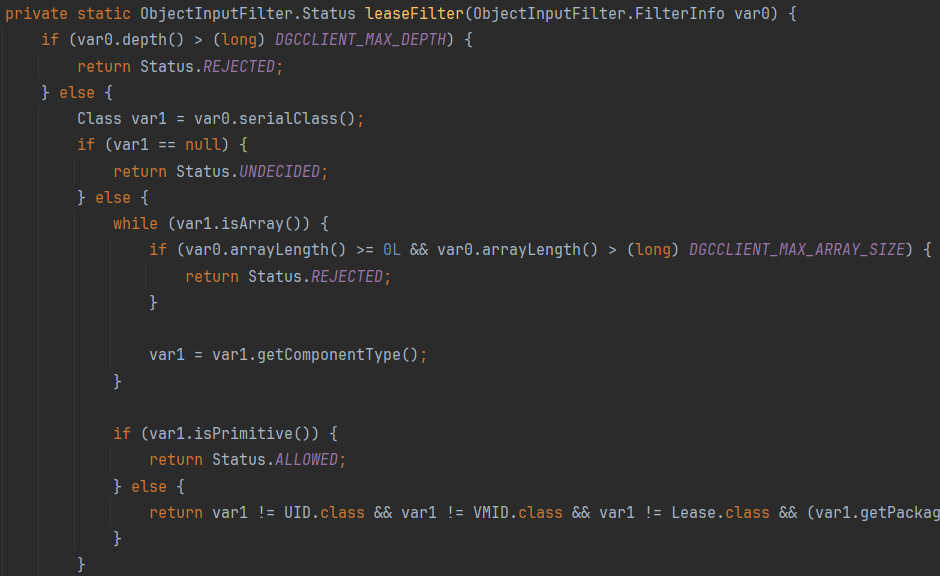 private static ObjectInputFilter.Status leaseFilter(ObjectInputFilter.FilterInfo var0) {
    if (var0.depth() > (long) DGCCLIENT_MAX_DEPTH) {
        return Status.REJECTED;
    } else {
        Class var1 = var0.serialClass();
        if (var1 == null) {
            return Status.UNDECIDED;
        } else {
            while (var1.isArray()) {
                if (var0.arrayLength() >= 0L && var0.arrayLength() > (long) DGCCLIENT_MAX_ARRAY_SIZE) {
                    return Status.REJECTED;
                }

                var1 = var1.getComponentType();
            }

            if (var1.isPrimitive()) {
                return Status.ALLOWED;
            } else {
                return var1 != UID.class && var1 != VMID.class && var1 != Lease.class && (var1.getPackag
            }
        }